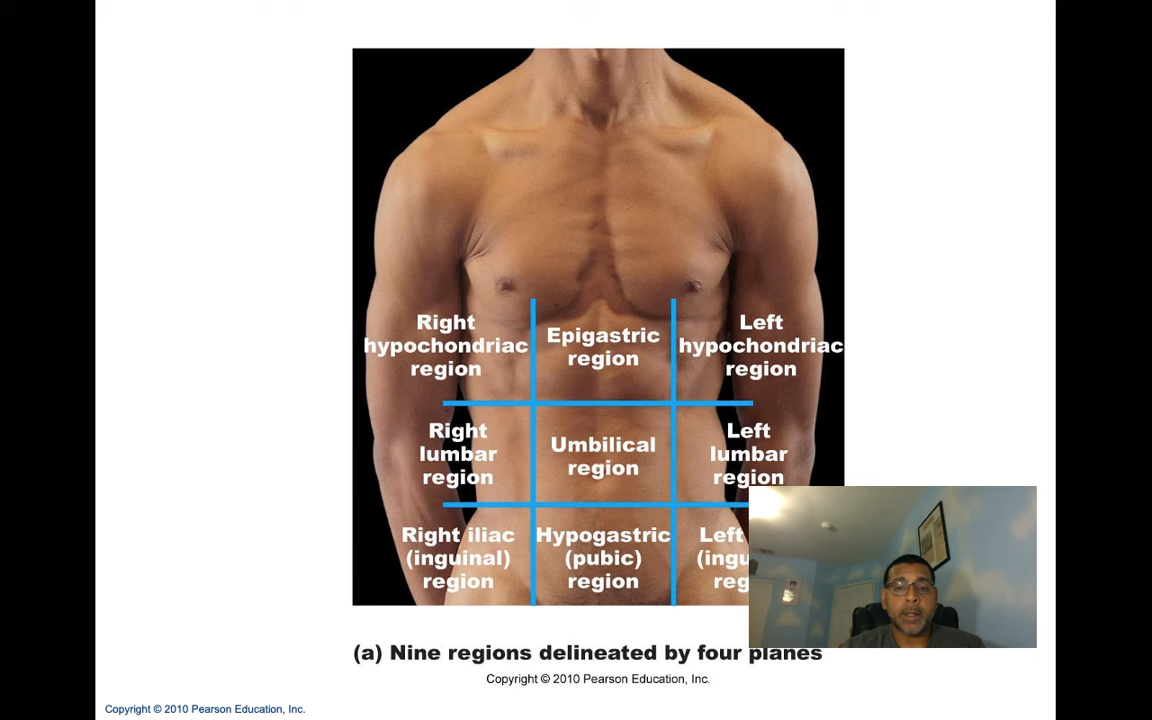 Right
hypochondriac
region
Epigastric
region
Left
hypochondriac
region
Right
lumbar
region
Umbilical
region
Left
lumbar
region
Right iliac
(inguinal)
region
Hypogastric
(pubic)
region
Left
(a) Nine regions delineated by four planes
Copyright © 2010 Pearson Education, Inc.
Copyright © 2010 Pearson Education, Inc.